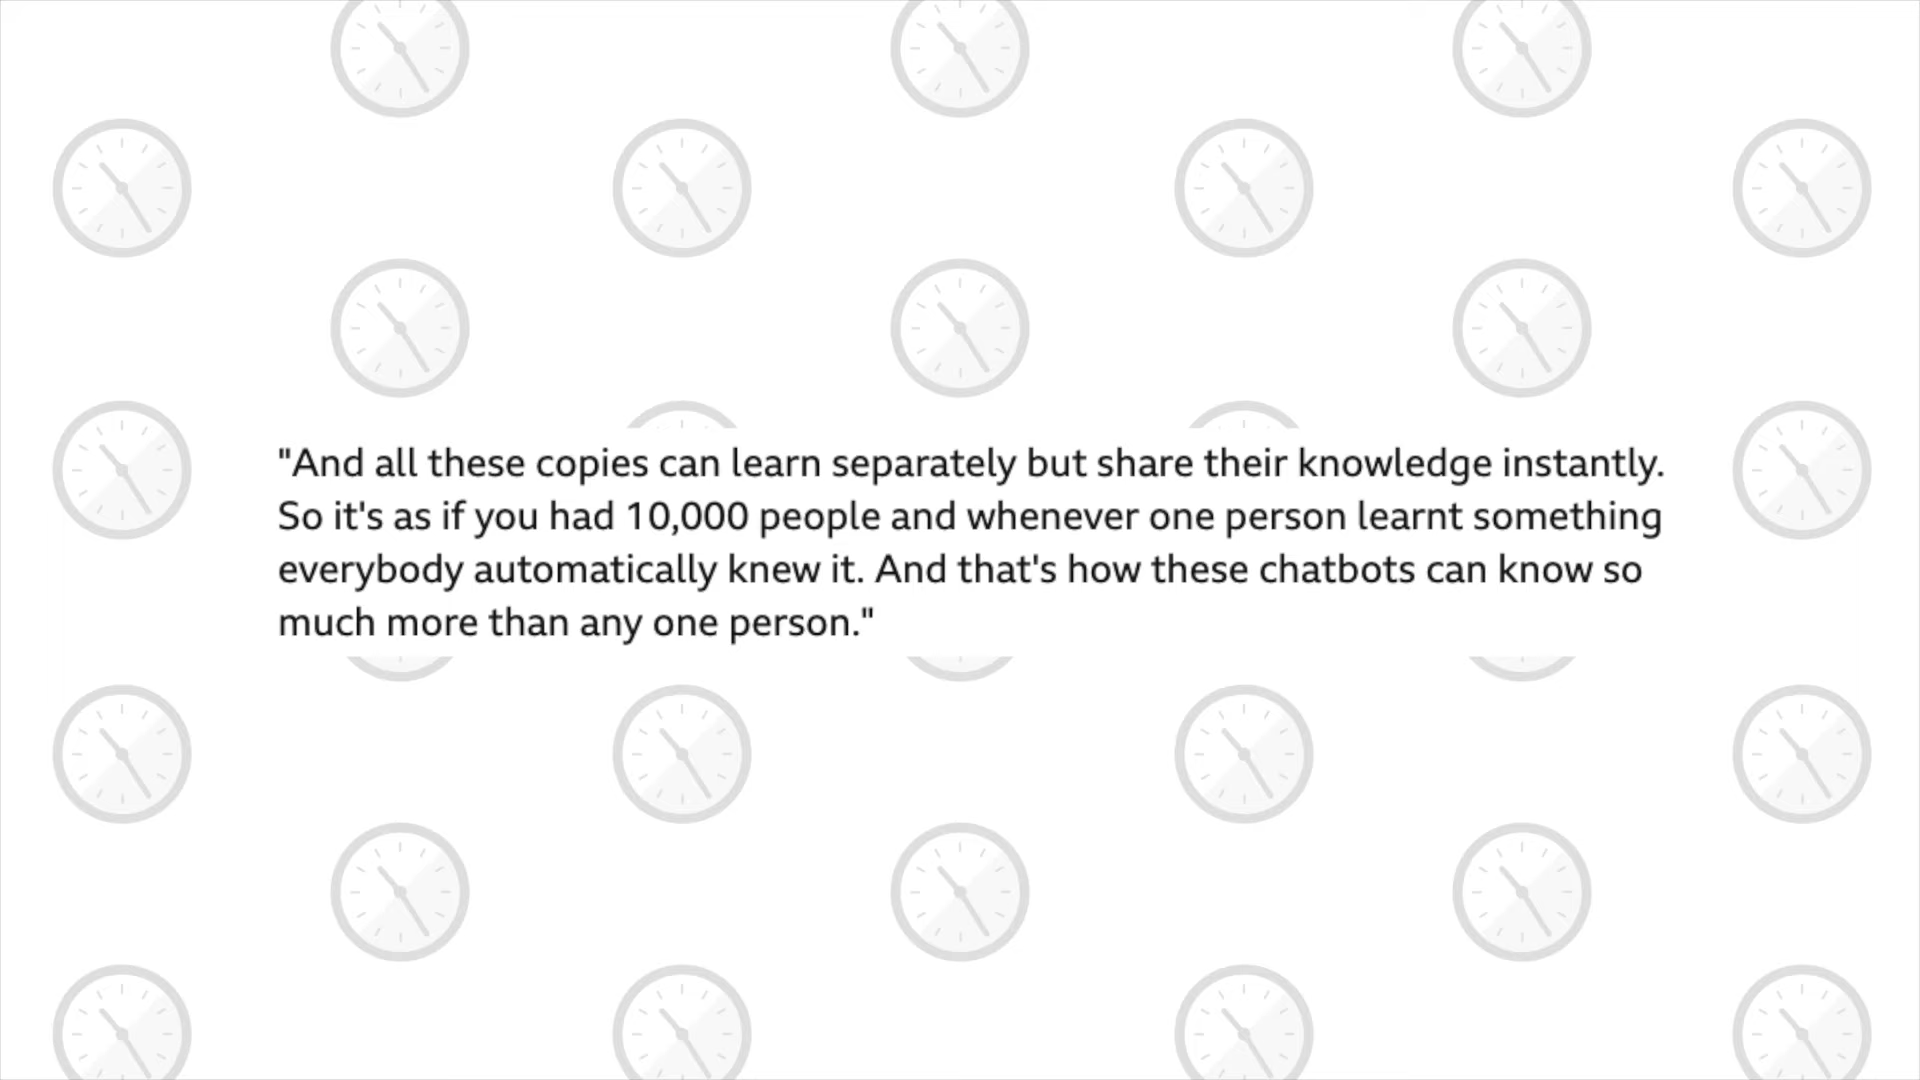 "And all these copies can learn separately but share their knowledge instantly.
So it's as if you had 10,000 people and whenever one person learnt something
everybody automatically knew it. And that's how these chatbots can know so
much more than any one person."